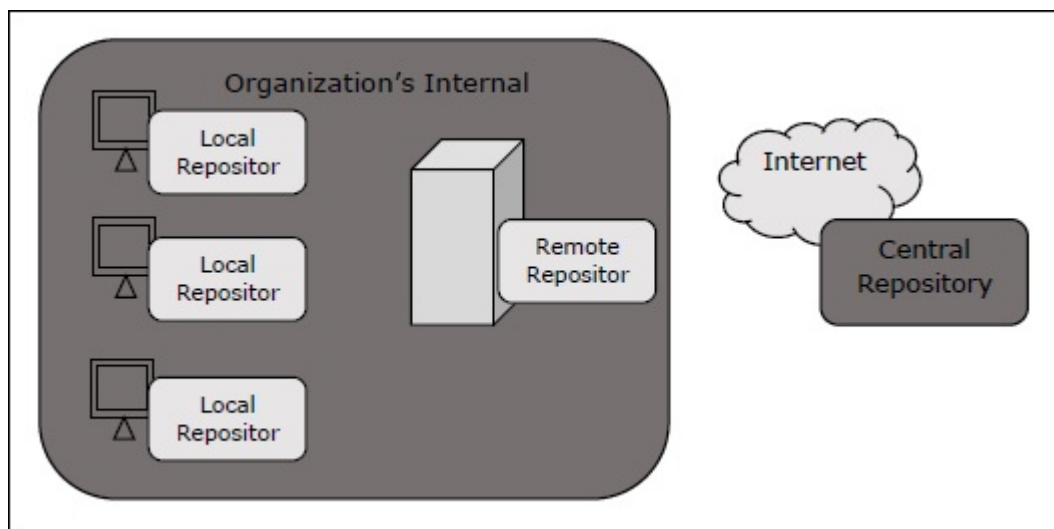 Organization's Internal
Local
Repositor
Local
Repositor
Local
Repositor
Remote
Repositor
Internet
Central
Repository